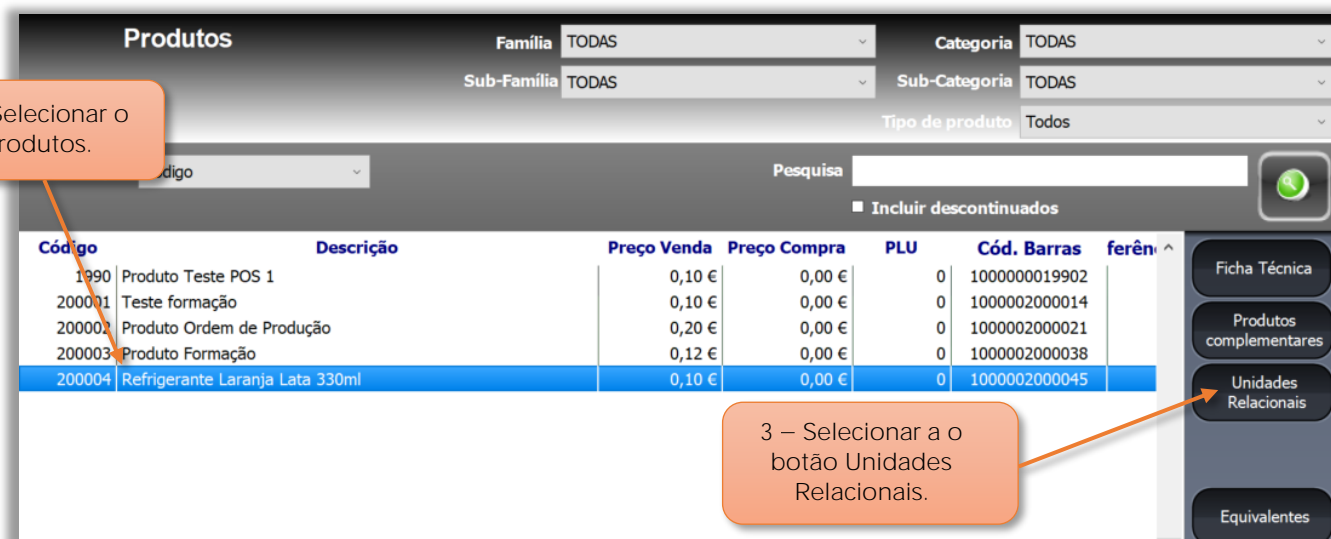 Produtos
Família TODAS
Categoria TODAS
Sub-Família TODAS
Sub-Categoria TODAS
Tipo de produto Todos
Selecionar o
rodutos.
digo
Pesquisa
Incluir descontinuados
Código Descrição Preço Venda Preço Compra PLU Cód. Barras ferên
1990 Produto Teste POS 1 0,10 € 0,00 € 0 1000000019902
200001 Teste formação 0,10 € 0,00 € 0 1000002000014
200002 Produto Ordem de Produção 0,20 € 0,00 € 0 1000002000021
200003 Produto Formação 0,12 € 0,00 € 0 1000002000038
200004 Refrigerante Laranja Lata 330ml 0,10 € 0,00 € 0 1000002000045
Ficha Técnica
Produtos
complementares
Unidades
Relacionais
3 – Selecionar a o
botão Unidades
Relacionais.
Equivalentes